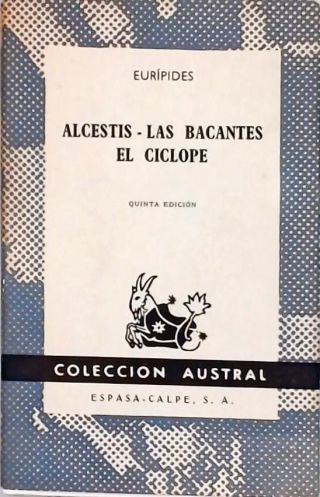 EURÍPIDES
ALCESTIS - LAS BACANTES
EL CICLOPE
QUINTA EDICIÓN
COLECCION AUSTRAL
ESPASA-CALPE, S. A.